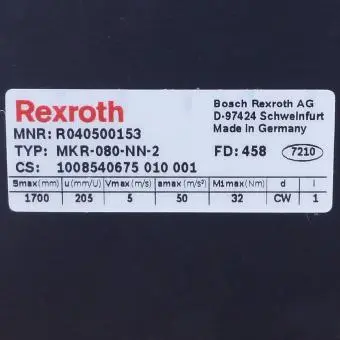 Rexroth
Bosch Rexroth AG
D-97424 Schweinfurt
Made in Germany
MNR: R040500153
TYP: MKR-080-NN-2
FD: 458 7210
CS: 1008540675 010 001
Smax(mm) u(mm/U) Vmax(m/s) amax(m/s²) M1max(Nm) d i
1700 205 5 50 32 CW 1